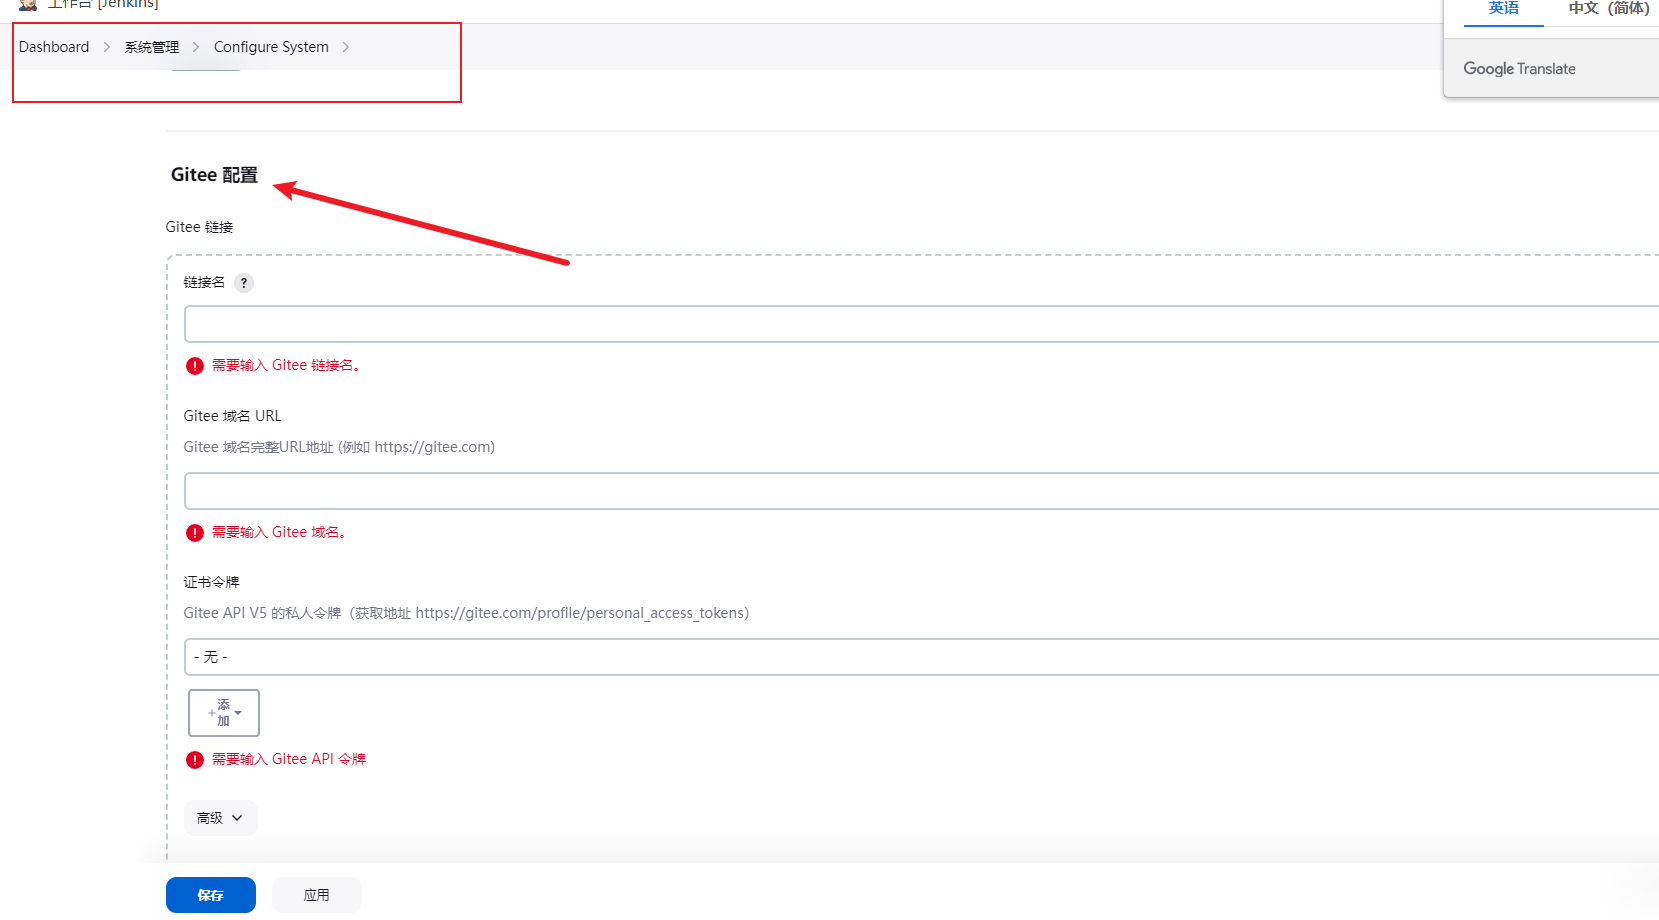 工作台 [Jenkins]
英语 中文 (简体)
Dashboard > 系统管理 > Configure System >
Google Translate
Gitee 配置
Gitee 链接
链接名 ?
需要输入 Gitee 链接名。
Gitee 域名 URL
Gitee 域名完整URL地址 (例如 https://gitee.com)
需要输入 Gitee 域名。
证书令牌
Gitee API V5 的私人令牌（获取地址 https://gitee.com/profile/personal_access_tokens）
- 无 -
+添
加
需要输入 Gitee API 令牌
高级
保存 应用